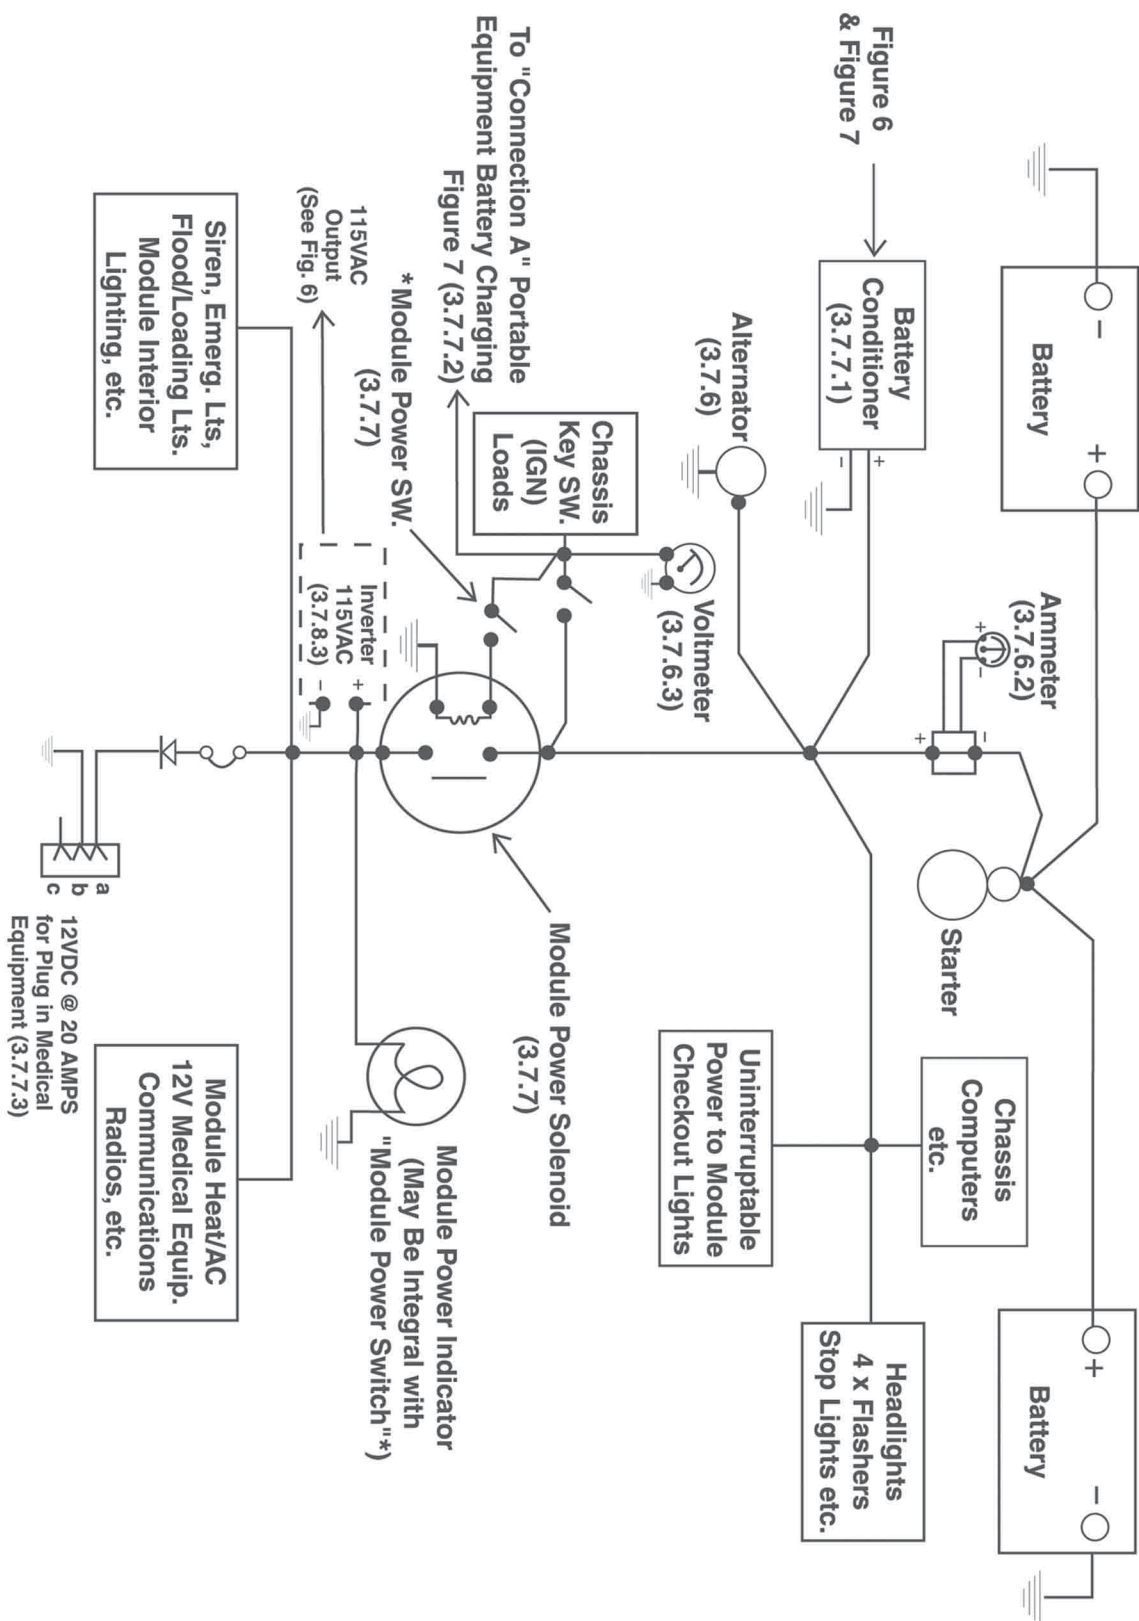 Battery
-
+
Battery
+
-
Figure 6
& Figure 7
Battery
Conditioner
(3.7.7.1)
+
-
Ammeter
(3.7.6.2)
+
-
+
-
Starter
Alternator
(3.7.6)
Chassis
Computers
etc.
Headlights
4 x Flashers
Stop Lights etc.
Uninterruptable
Power to Module
Checkout Lights
Voltmeter
(3.7.6.3)
Chassis
Key SW.
(IGN)
Loads
To "Connection A" Portable
Equipment Battery Charging
Figure 7 (3.7.7.2)
*Module Power SW.
(3.7.7)
Module Power Solenoid
(3.7.7)
115VAC
Output
(See Fig. 6)
Inverter
115VAC
(3.7.8.3)
+
-
Module Power Indicator
(May Be Integral with
"Module Power Switch"*)
Siren, Emerg. Lts,
Flood/Loading Lts.
Module Interior
Lighting, etc.
Module Heat/AC
12V Medical Equip.
Communications
Radios, etc.
a
b
c
12VDC @ 20 AMPS
for Plug in Medical
Equipment (3.7.7.3)